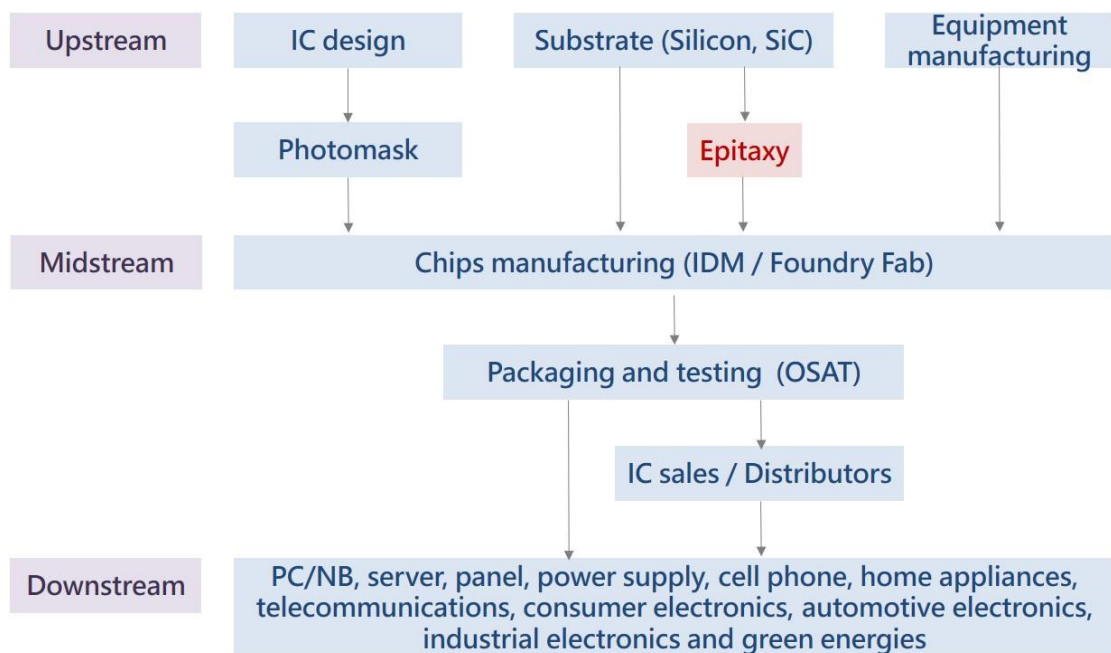 Upstream
IC design
Substrate (Silicon, SiC)
Equipment
manufacturing
Photomask
Epitaxy
Midstream
Chips manufacturing (IDM / Foundry Fab)
Packaging and testing (OSAT)
IC sales / Distributors
Downstream
PC/NB, server, panel, power supply, cell phone, home appliances,
telecommunications, consumer electronics, automotive electronics,
industrial electronics and green energies